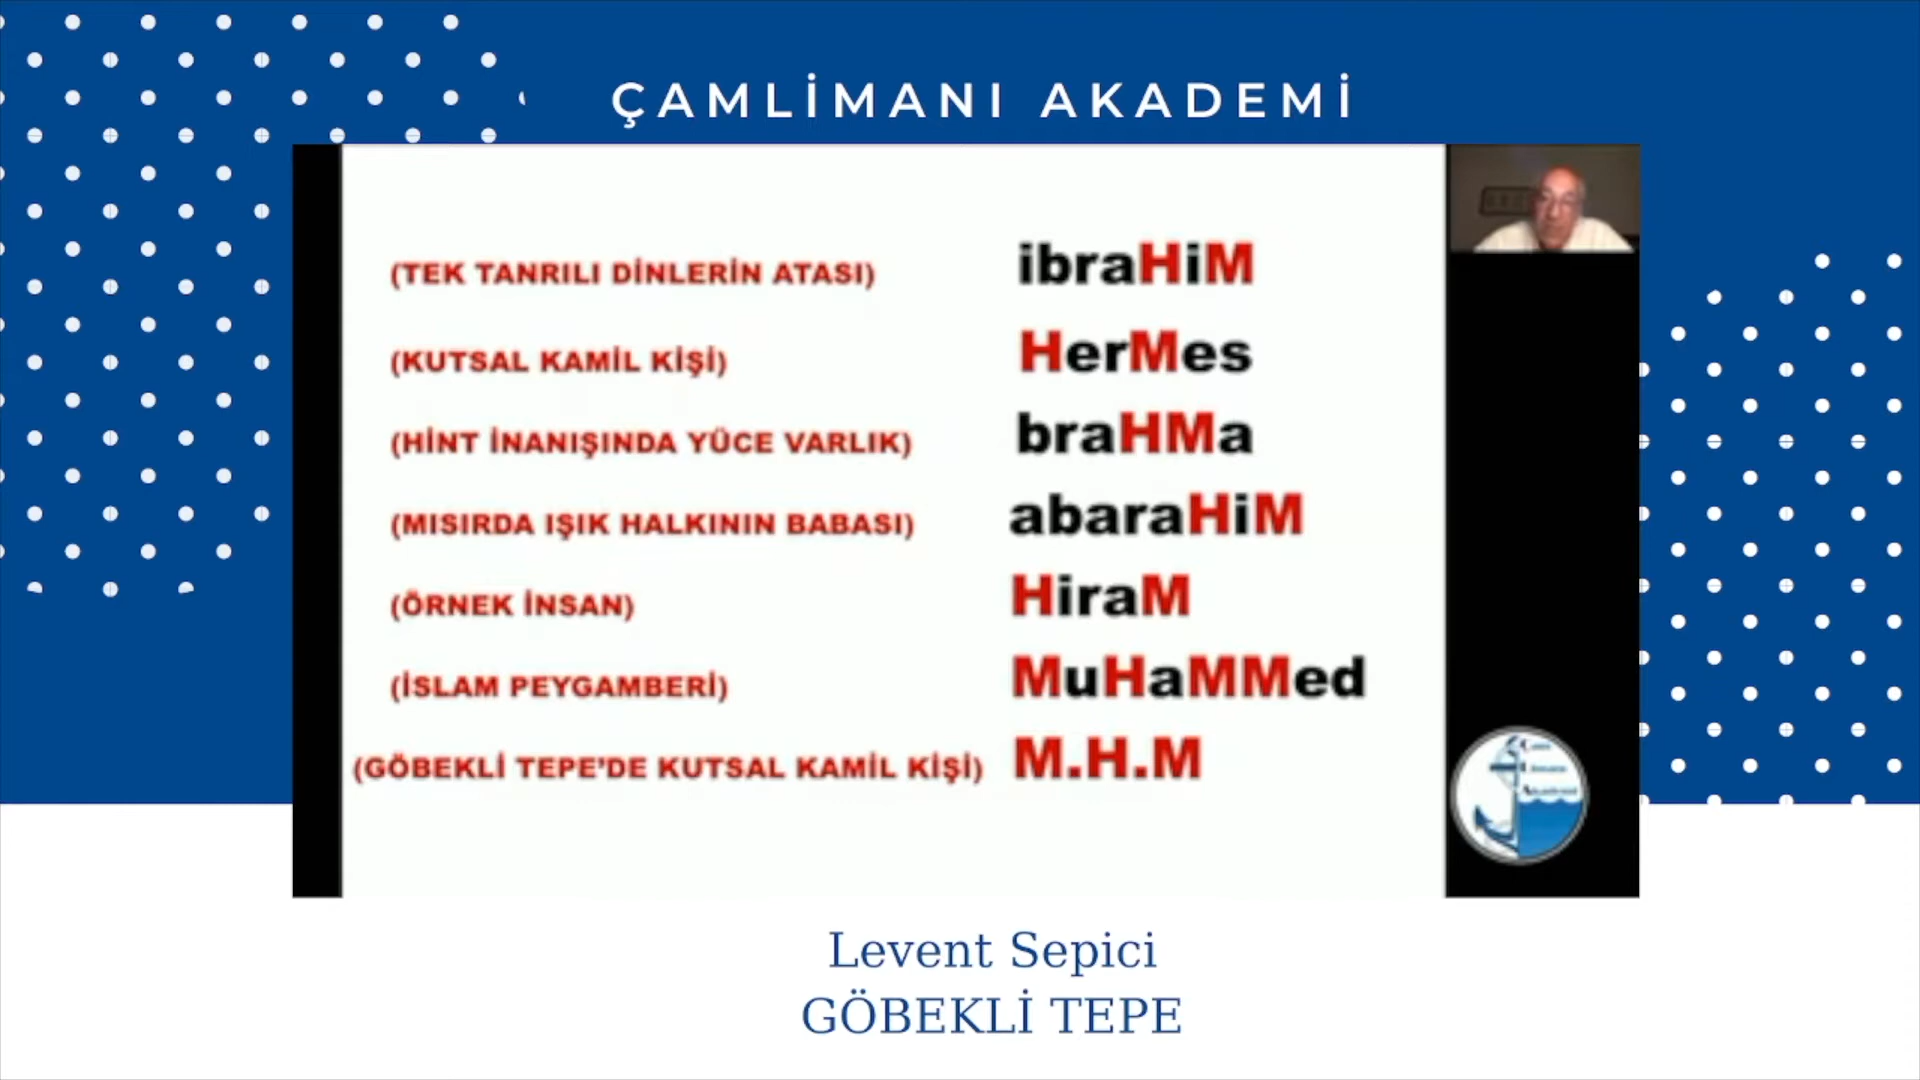 ÇAMLİMANI AKADEMİ
(TEK TANRILI DİNLERİN ATASI) ibraHiM
(KUTSAL KAMİL KİŞİ) HerMes
(HİNT İNANIŞINDA YÜCE VARLIK) braHMa
(MISIRDA IŞIK HALKININ BABASI) abaraHiM
(ÖRNEK İNSAN) HiraM
(İSLAM PEYGAMBERİ) MuHaMMed
(GÖBEKLİ TEPE'DE KUTSAL KAMİL KİŞİ) M.H.M
Levent Sepici
GÖBEKLİ TEPE